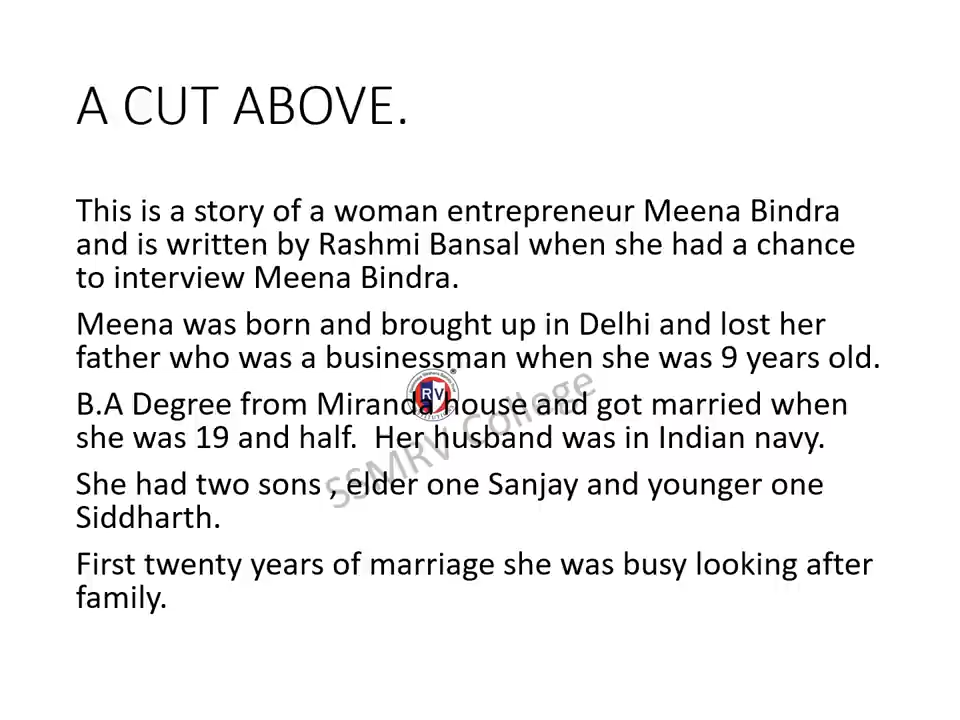 A CUT ABOVE.
This is a story of a woman entrepreneur Meena Bindra
and is written by Rashmi Bansal when she had a chance
to interview Meena Bindra.
Meena was born and brought up in Delhi and lost her
father who was a businessman when she was 9 years old.
B.A Degree from Miranda house and got married when
she was 19 and half.  Her husband was in Indian navy.
She had two sons , elder one Sanjay and younger one
Siddharth.
First twenty years of marriage she was busy looking after
family.
RV
SSMRV College